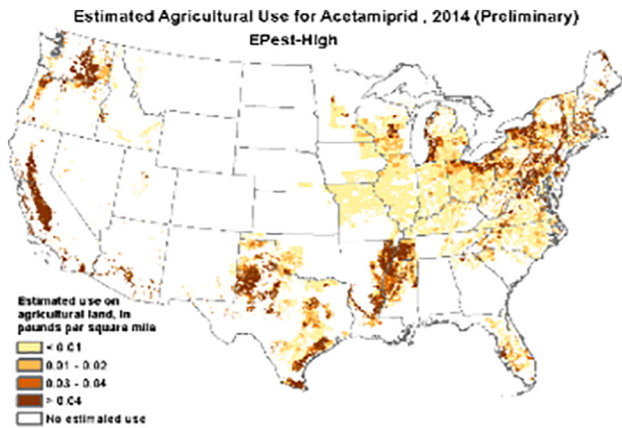 Estimated Agricultural Use for Acetamiprid , 2014 (Preliminary)
EPest-High
Estimated use on
agricultural land, in
pounds per square mile
< 0.01
0.01 - 0.02
0.03 - 0.04
> 0.04
No estimated use